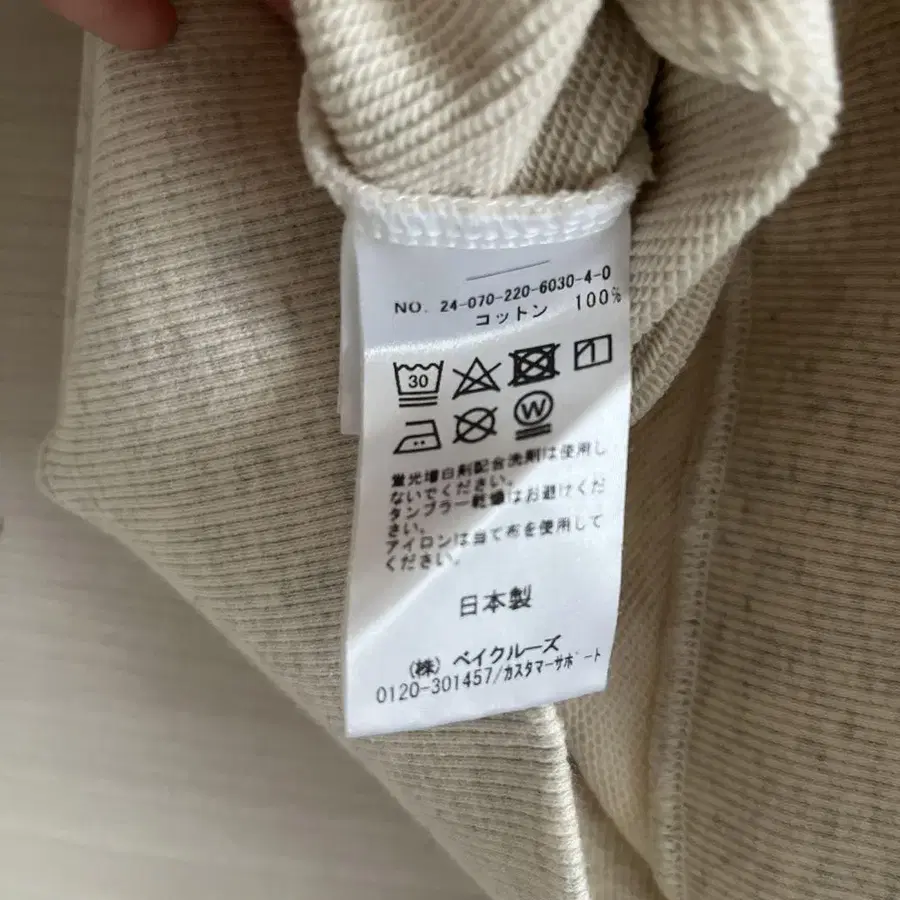 NO. 24-070-220-6030-4-0
コットン 100%
30
W
蛍光増白剤配合洗剤は使用し
ないでください。
タンブラー乾燥はお避けくだ
さい。
アイロンは当て布を使用して
ください。
日本製
(株) ベイクルーズ
0120-301457/カスタマーサポート